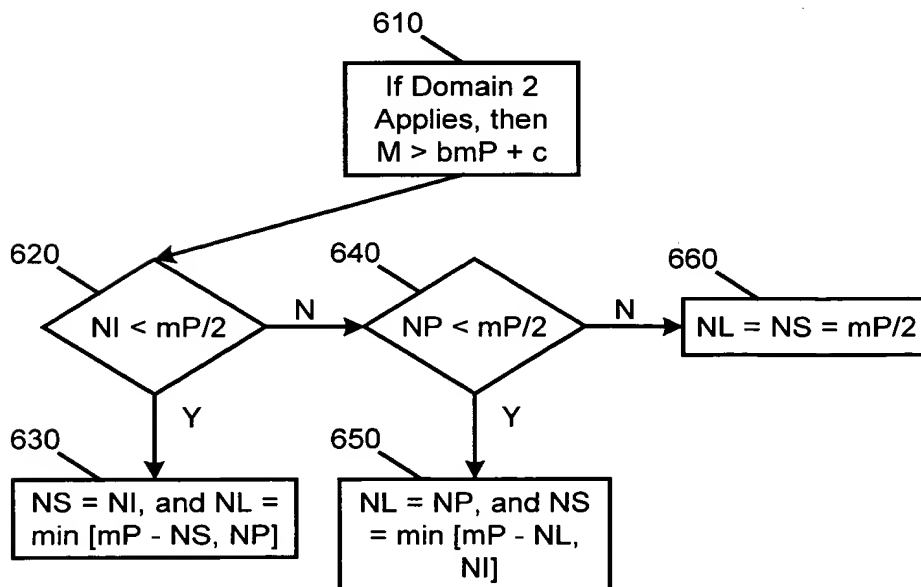 610
If Domain 2
Applies, then
M > bmP + c
620
NI < mP/2
N
640
NP < mP/2
N
660
NL = NS = mP/2
Y
Y
630
NS = NI, and NL =
min [mP - NS, NP]
650
NL = NP, and NS
= min [mP - NL,
NI]